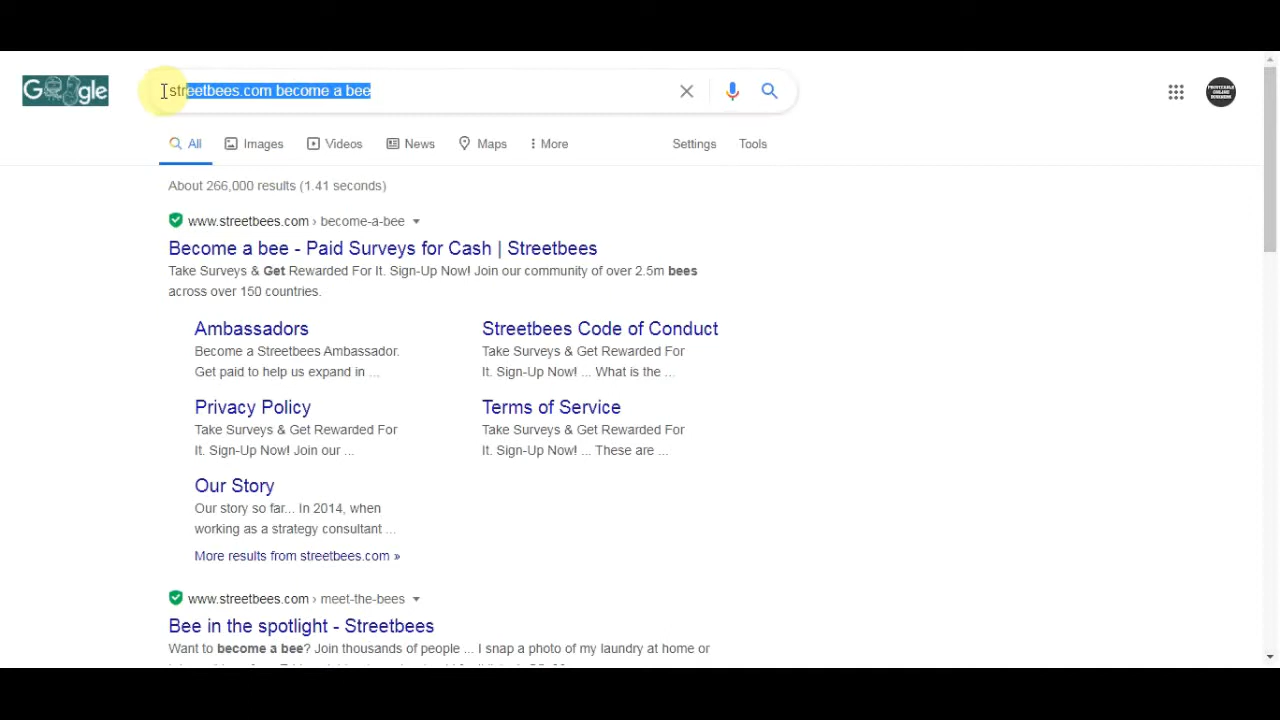 Google
streetbees.com become a bee
All Images Videos News Maps More Settings Tools
About 266,000 results (1.41 seconds)
www.streetbees.com › become-a-bee
Become a bee - Paid Surveys for Cash | Streetbees
Take Surveys & Get Rewarded For It. Sign-Up Now! Join our community of over 2.5m bees
across over 150 countries.
Ambassadors
Become a Streetbees Ambassador.
Get paid to help us expand in ...
Streetbees Code of Conduct
Take Surveys & Get Rewarded For
It. Sign-Up Now! ... What is the ...
Privacy Policy
Take Surveys & Get Rewarded For
It. Sign-Up Now! Join our ...
Terms of Service
Take Surveys & Get Rewarded For
It. Sign-Up Now! ... These are ...
Our Story
Our story so far... In 2014, when
working as a strategy consultant ...
More results from streetbees.com »
www.streetbees.com › meet-the-bees
Bee in the spotlight - Streetbees
Want to become a bee? Join thousands of people ... I snap a photo of my laundry at home or